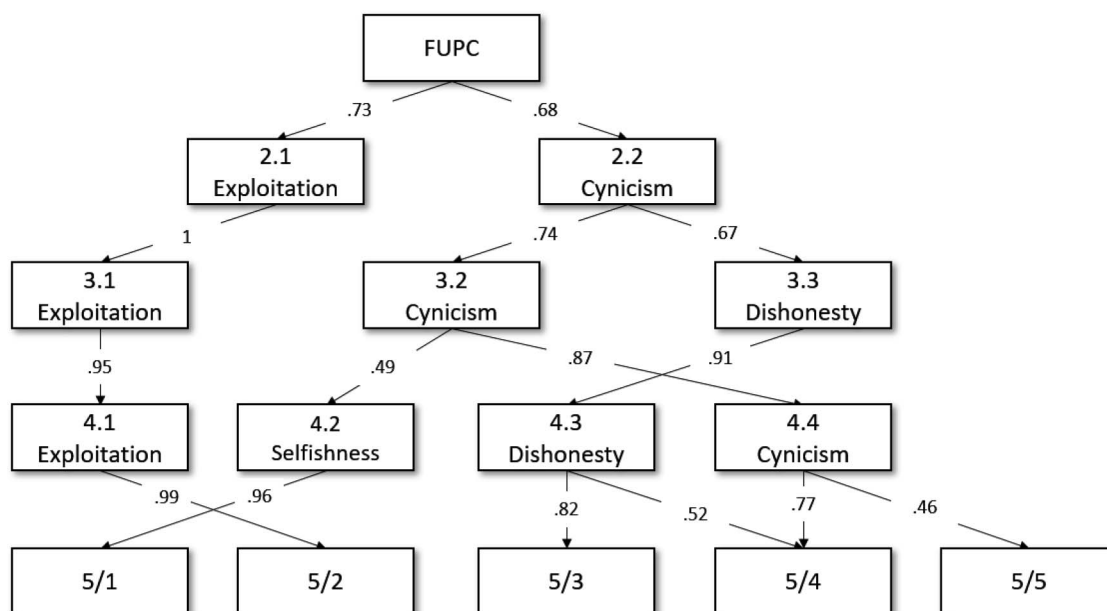 FUPC
.73
.68
2.1
Exploitation
2.2
Cynicism
1
.74
.67
3.1
Exploitation
3.2
Cynicism
3.3
Dishonesty
.95
.49
.87
.91
4.1
Exploitation
4.2
Selfishness
4.3
Dishonesty
4.4
Cynicism
.99
.96
.82
.52
.77
.46
5/1
5/2
5/3
5/4
5/5